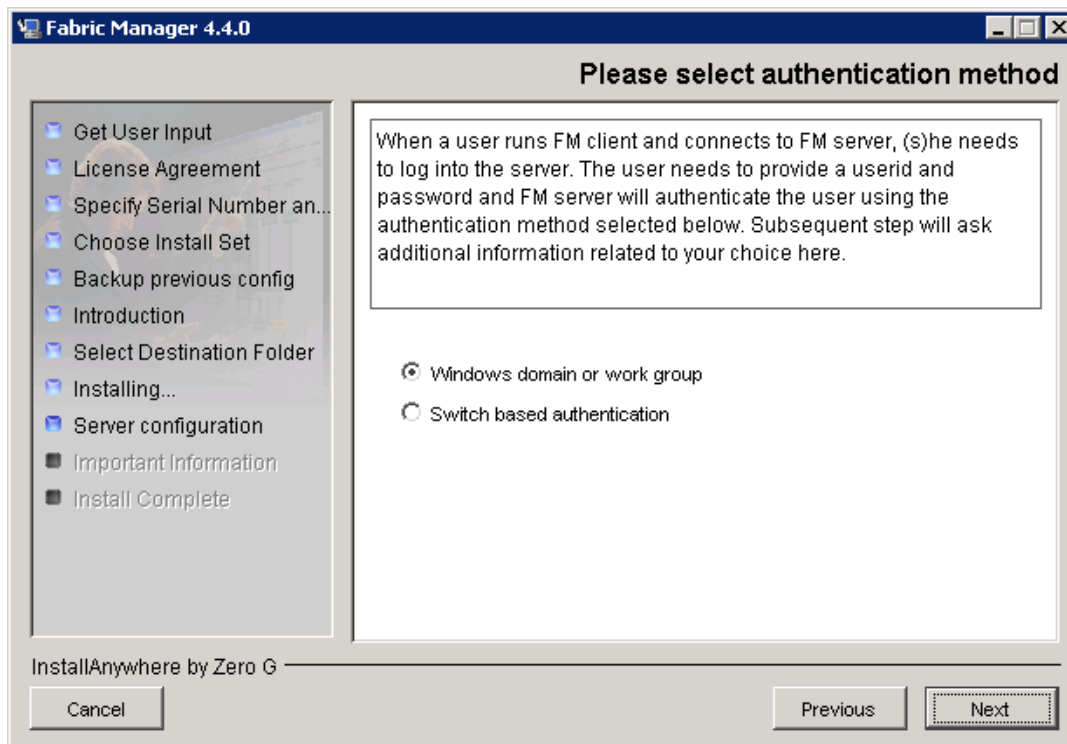 Fabric Manager 4.4.0
Please select authentication method
Get User Input
License Agreement
Specify Serial Number an...
Choose Install Set
Backup previous config
Introduction
Select Destination Folder
Installing...
Server configuration
Important Information
Install Complete
When a user runs FM client and connects to FM server, (s)he needs
to log into the server. The user needs to provide a userid and
password and FM server will authenticate the user using the
authentication method selected below. Subsequent step will ask
additional information related to your choice here.
Windows domain or work group
Switch based authentication
InstallAnywhere by Zero G
Cancel
Previous
Next